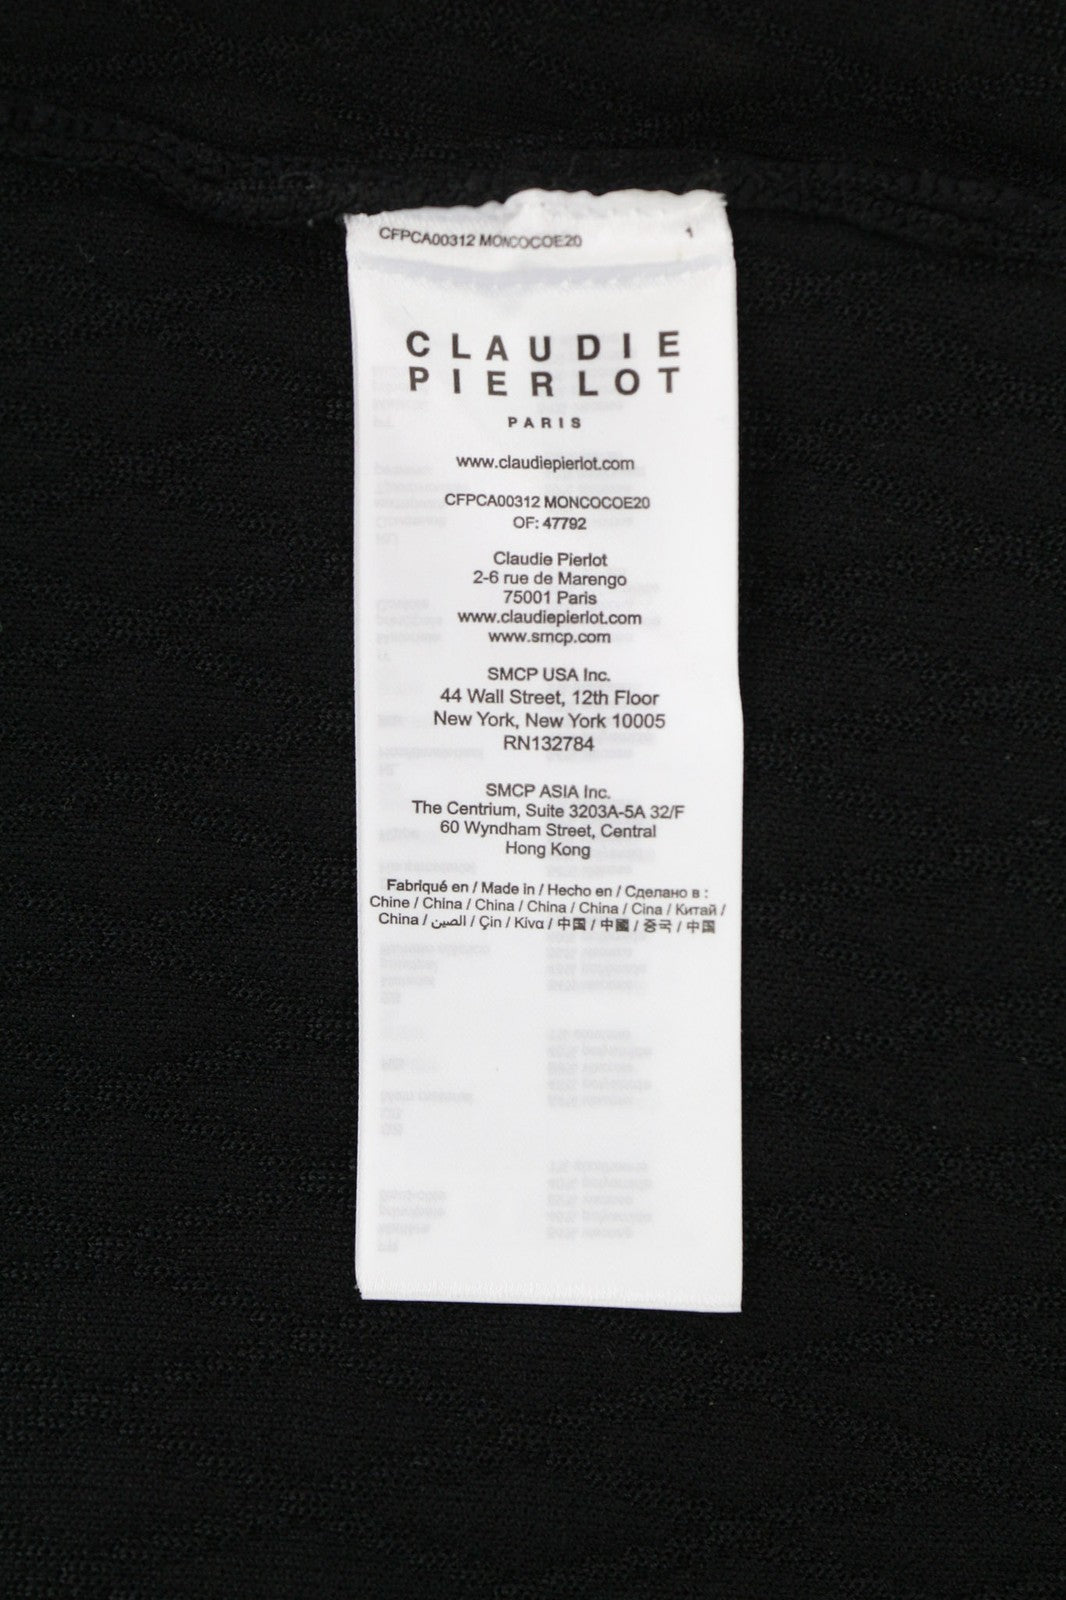 CFPCA00312 MONCOCOE20 1
CLAUDIE
PIERLOT
PARIS
www.claudiepierlot.com
CFPCA00312 MONCOCOE20
OF: 47792
Claudie Pierlot
2-6 rue de Marengo
75001 Paris
www.claudiepierlot.com
www.smcp.com
SMCP USA Inc.
44 Wall Street, 12th Floor
New York, New York 10005
RN132784
SMCP ASIA Inc.
The Centrium, Suite 3203A-5A 32/F
60 Wyndham Street, Central
Hong Kong
Fabriqué en / Made in / Hecho en / Сделано в :
Chine / China / China / China / China / Cina / Китай /
China / الصين / Çin / Κίνα / 中国 / 中國 / 중국 / 中国